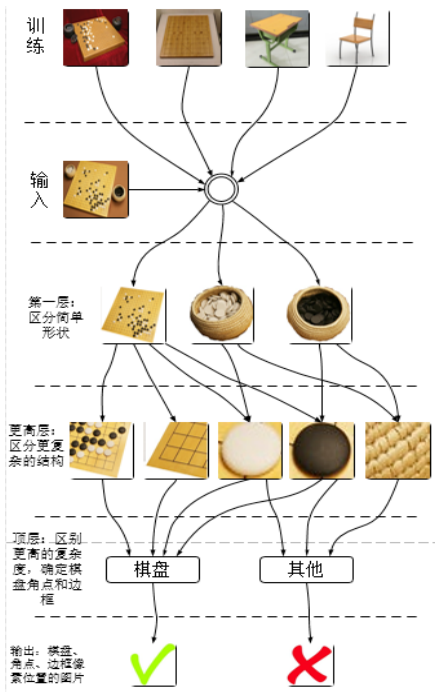 训
练
输
入
第一层：
区分简单
形状
更高层：
区分更复
杂的结构
顶层：区别
更高的复杂
度，确定棋
盘角点和边
框
棋盘
其他
输出：棋盘、
角点、边框像
素位置的图片